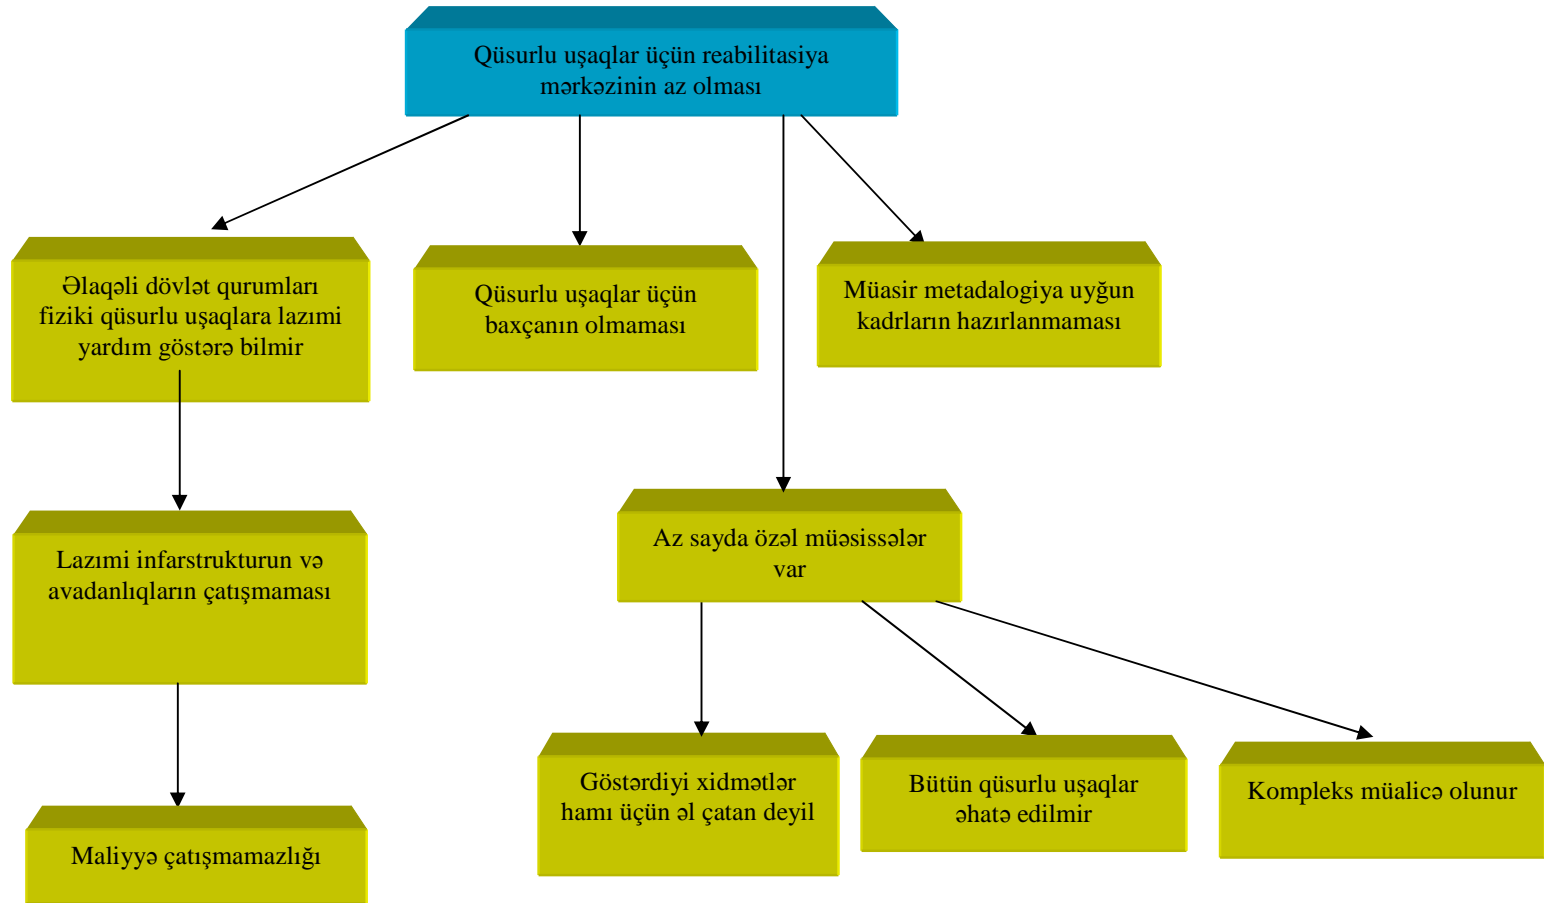 Qüsurlu uşaqlar üçün reabilitasiya
mərkəzinin az olması
Əlaqəli dövlət qurumları
fiziki qüsurlu uşaqlara lazımi
yardım göstərə bilmir
Qüsurlu uşaqlar üçün
baxçanın olmaması
Müasir metadalogiya uyğun
kadrların hazırlanmaması
Lazımi infarstrukturun və
avadanlıqların çatışmaması
Az sayda özəl müəsissələr
var
Maliyyə çatışmamazlığı
Göstərdiyi xidmətlər
hamı üçün əl çatan deyil
Bütün qüsurlu uşaqlar
əhatə edilmir
Kompleks müalicə olunur